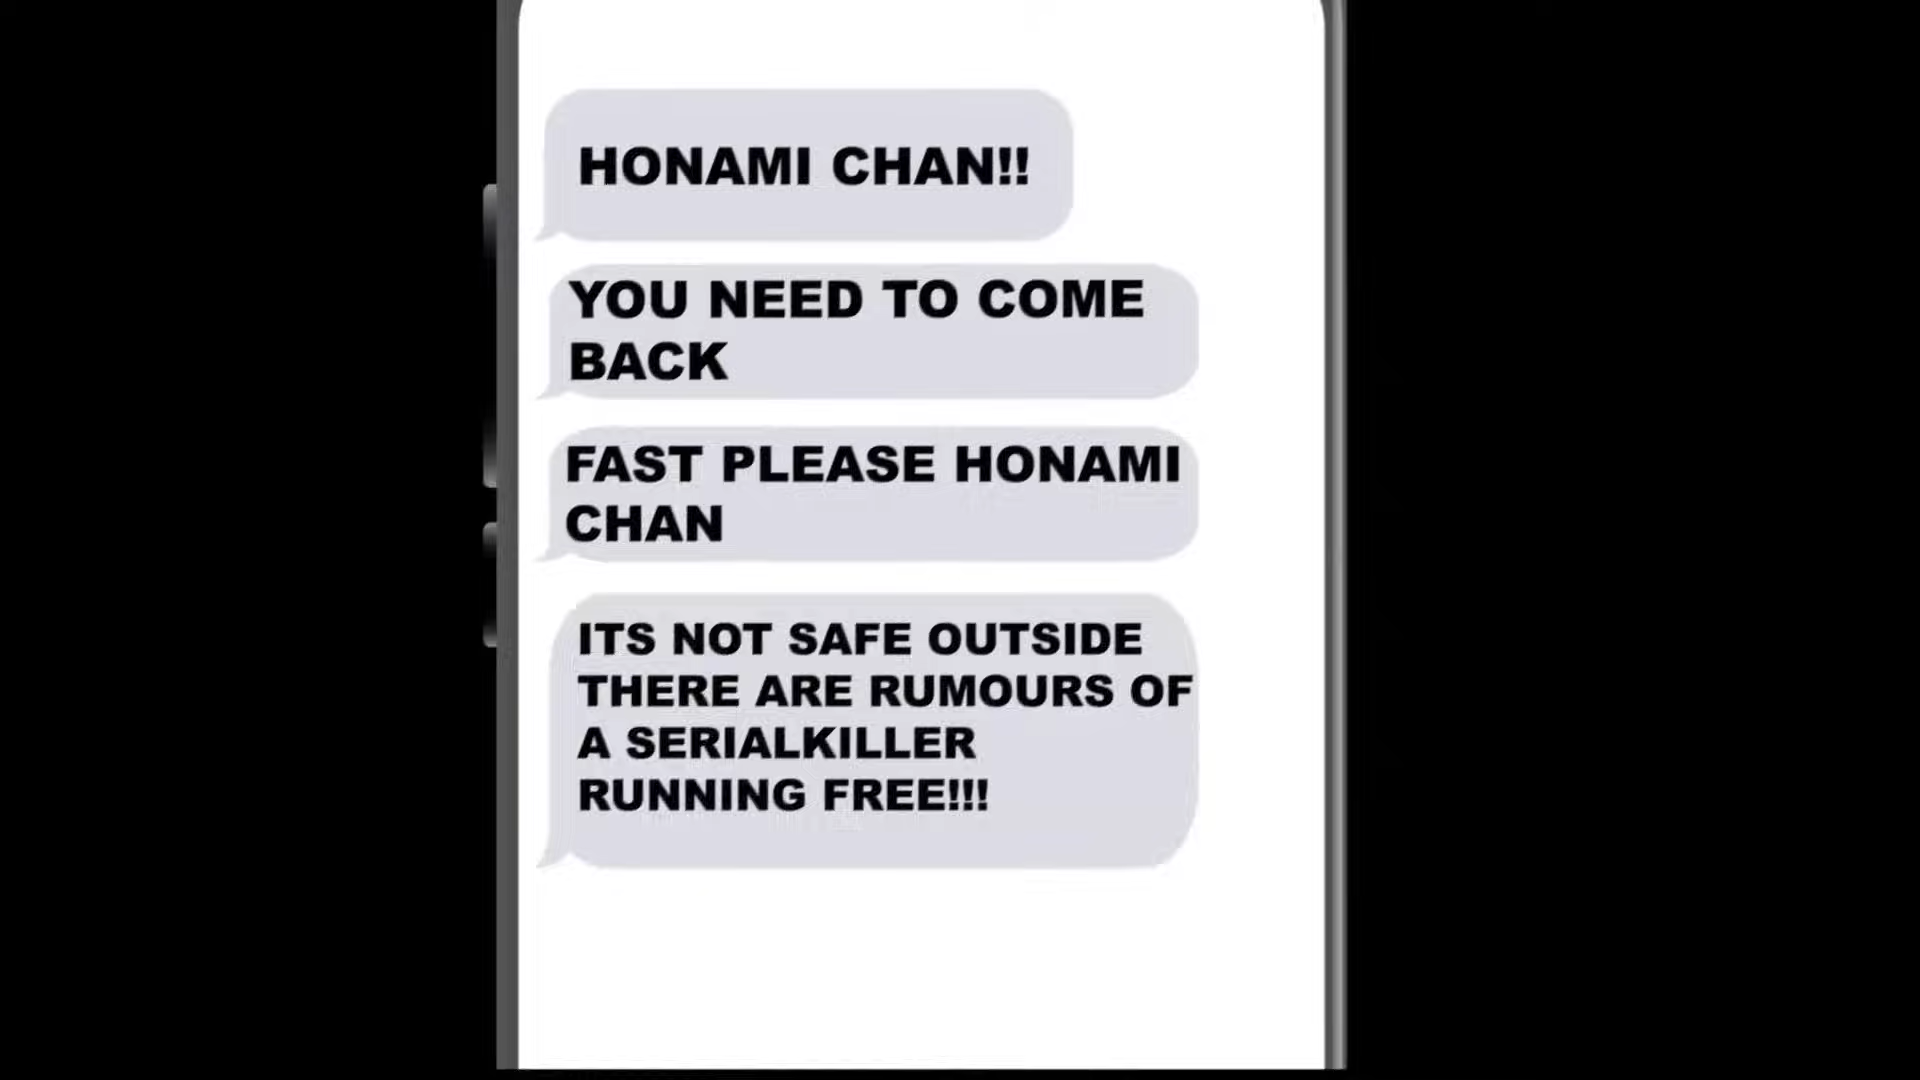 HONAMI CHAN!!
YOU NEED TO COME
BACK
FAST PLEASE HONAMI
CHAN
ITS NOT SAFE OUTSIDE
THERE ARE RUMOURS OF
A SERIALKILLER
RUNNING FREE!!!